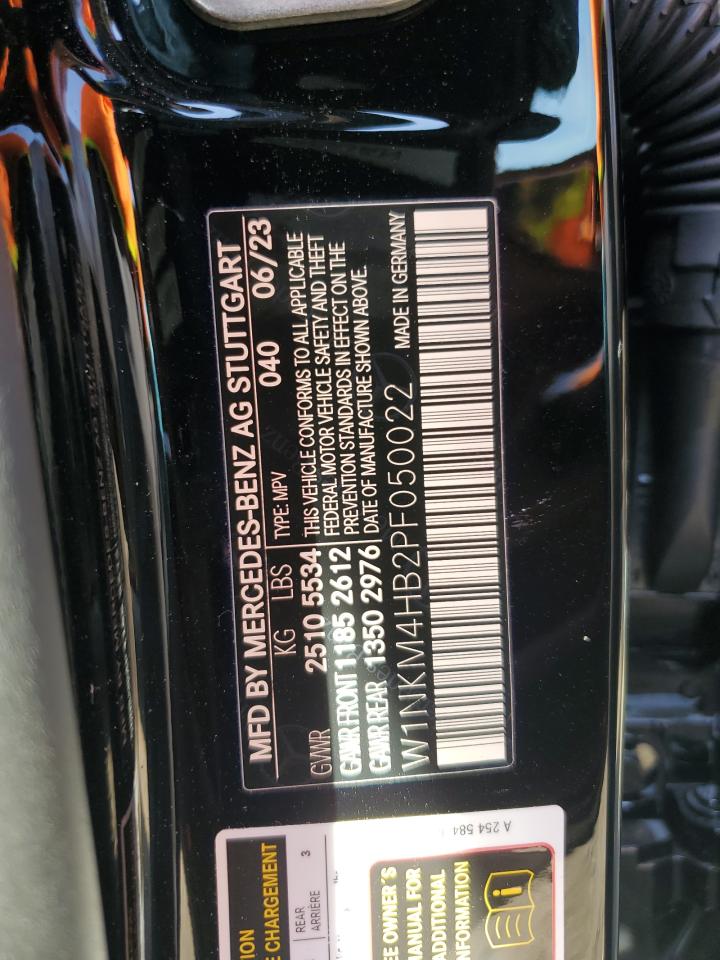 MFD BY MERCEDES-BENZ AG STUTTGART
KG LBS TYPE: MPV 040 06/23
GVWR 2510 5534
GAWR FRONT 1185 2612
GAWR REAR 1350 2976
THIS VEHICLE CONFORMS TO ALL APPLICABLE
FEDERAL MOTOR VEHICLE SAFETY AND THEFT
PREVENTION STANDARDS IN EFFECT ON THE
DATE OF MANUFACTURE SHOWN ABOVE.
W1NKM4HB2PF050022 MADE IN GERMANY
E CHARGEMENT
REAR 3
ARRIÈRE
EE OWNER´S
MANUAL FOR
ADDITIONAL
NFORMATION
A 254 584